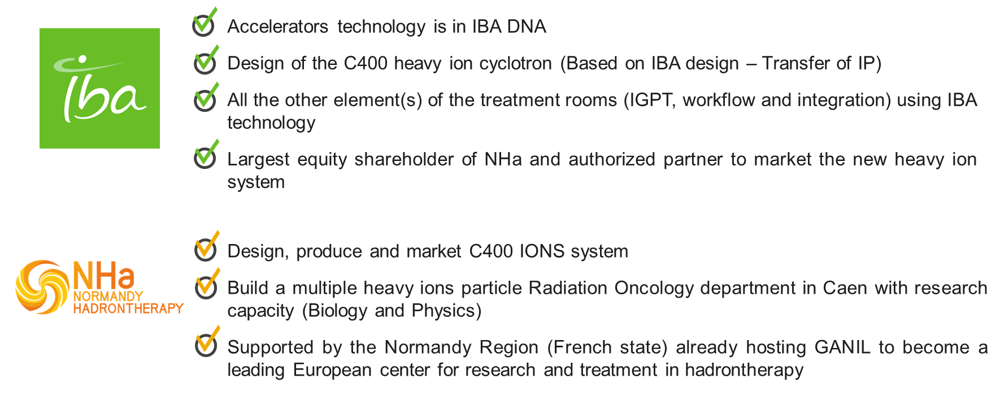 iba
Accelerators technology is in IBA DNA
Design of the C400 heavy ion cyclotron (Based on IBA design – Transfer of IP)
All the other element(s) of the treatment rooms (IGPT, workflow and integration) using IBA
technology
Largest equity shareholder of NHa and authorized partner to market the new heavy ion
system
NHa
NORMANDY
HADRONTHERAPY
Design, produce and market C400 IONS system
Build a multiple heavy ions particle Radiation Oncology department in Caen with research
capacity (Biology and Physics)
Supported by the Normandy Region (French state) already hosting GANIL to become a
leading European center for research and treatment in hadrontherapy